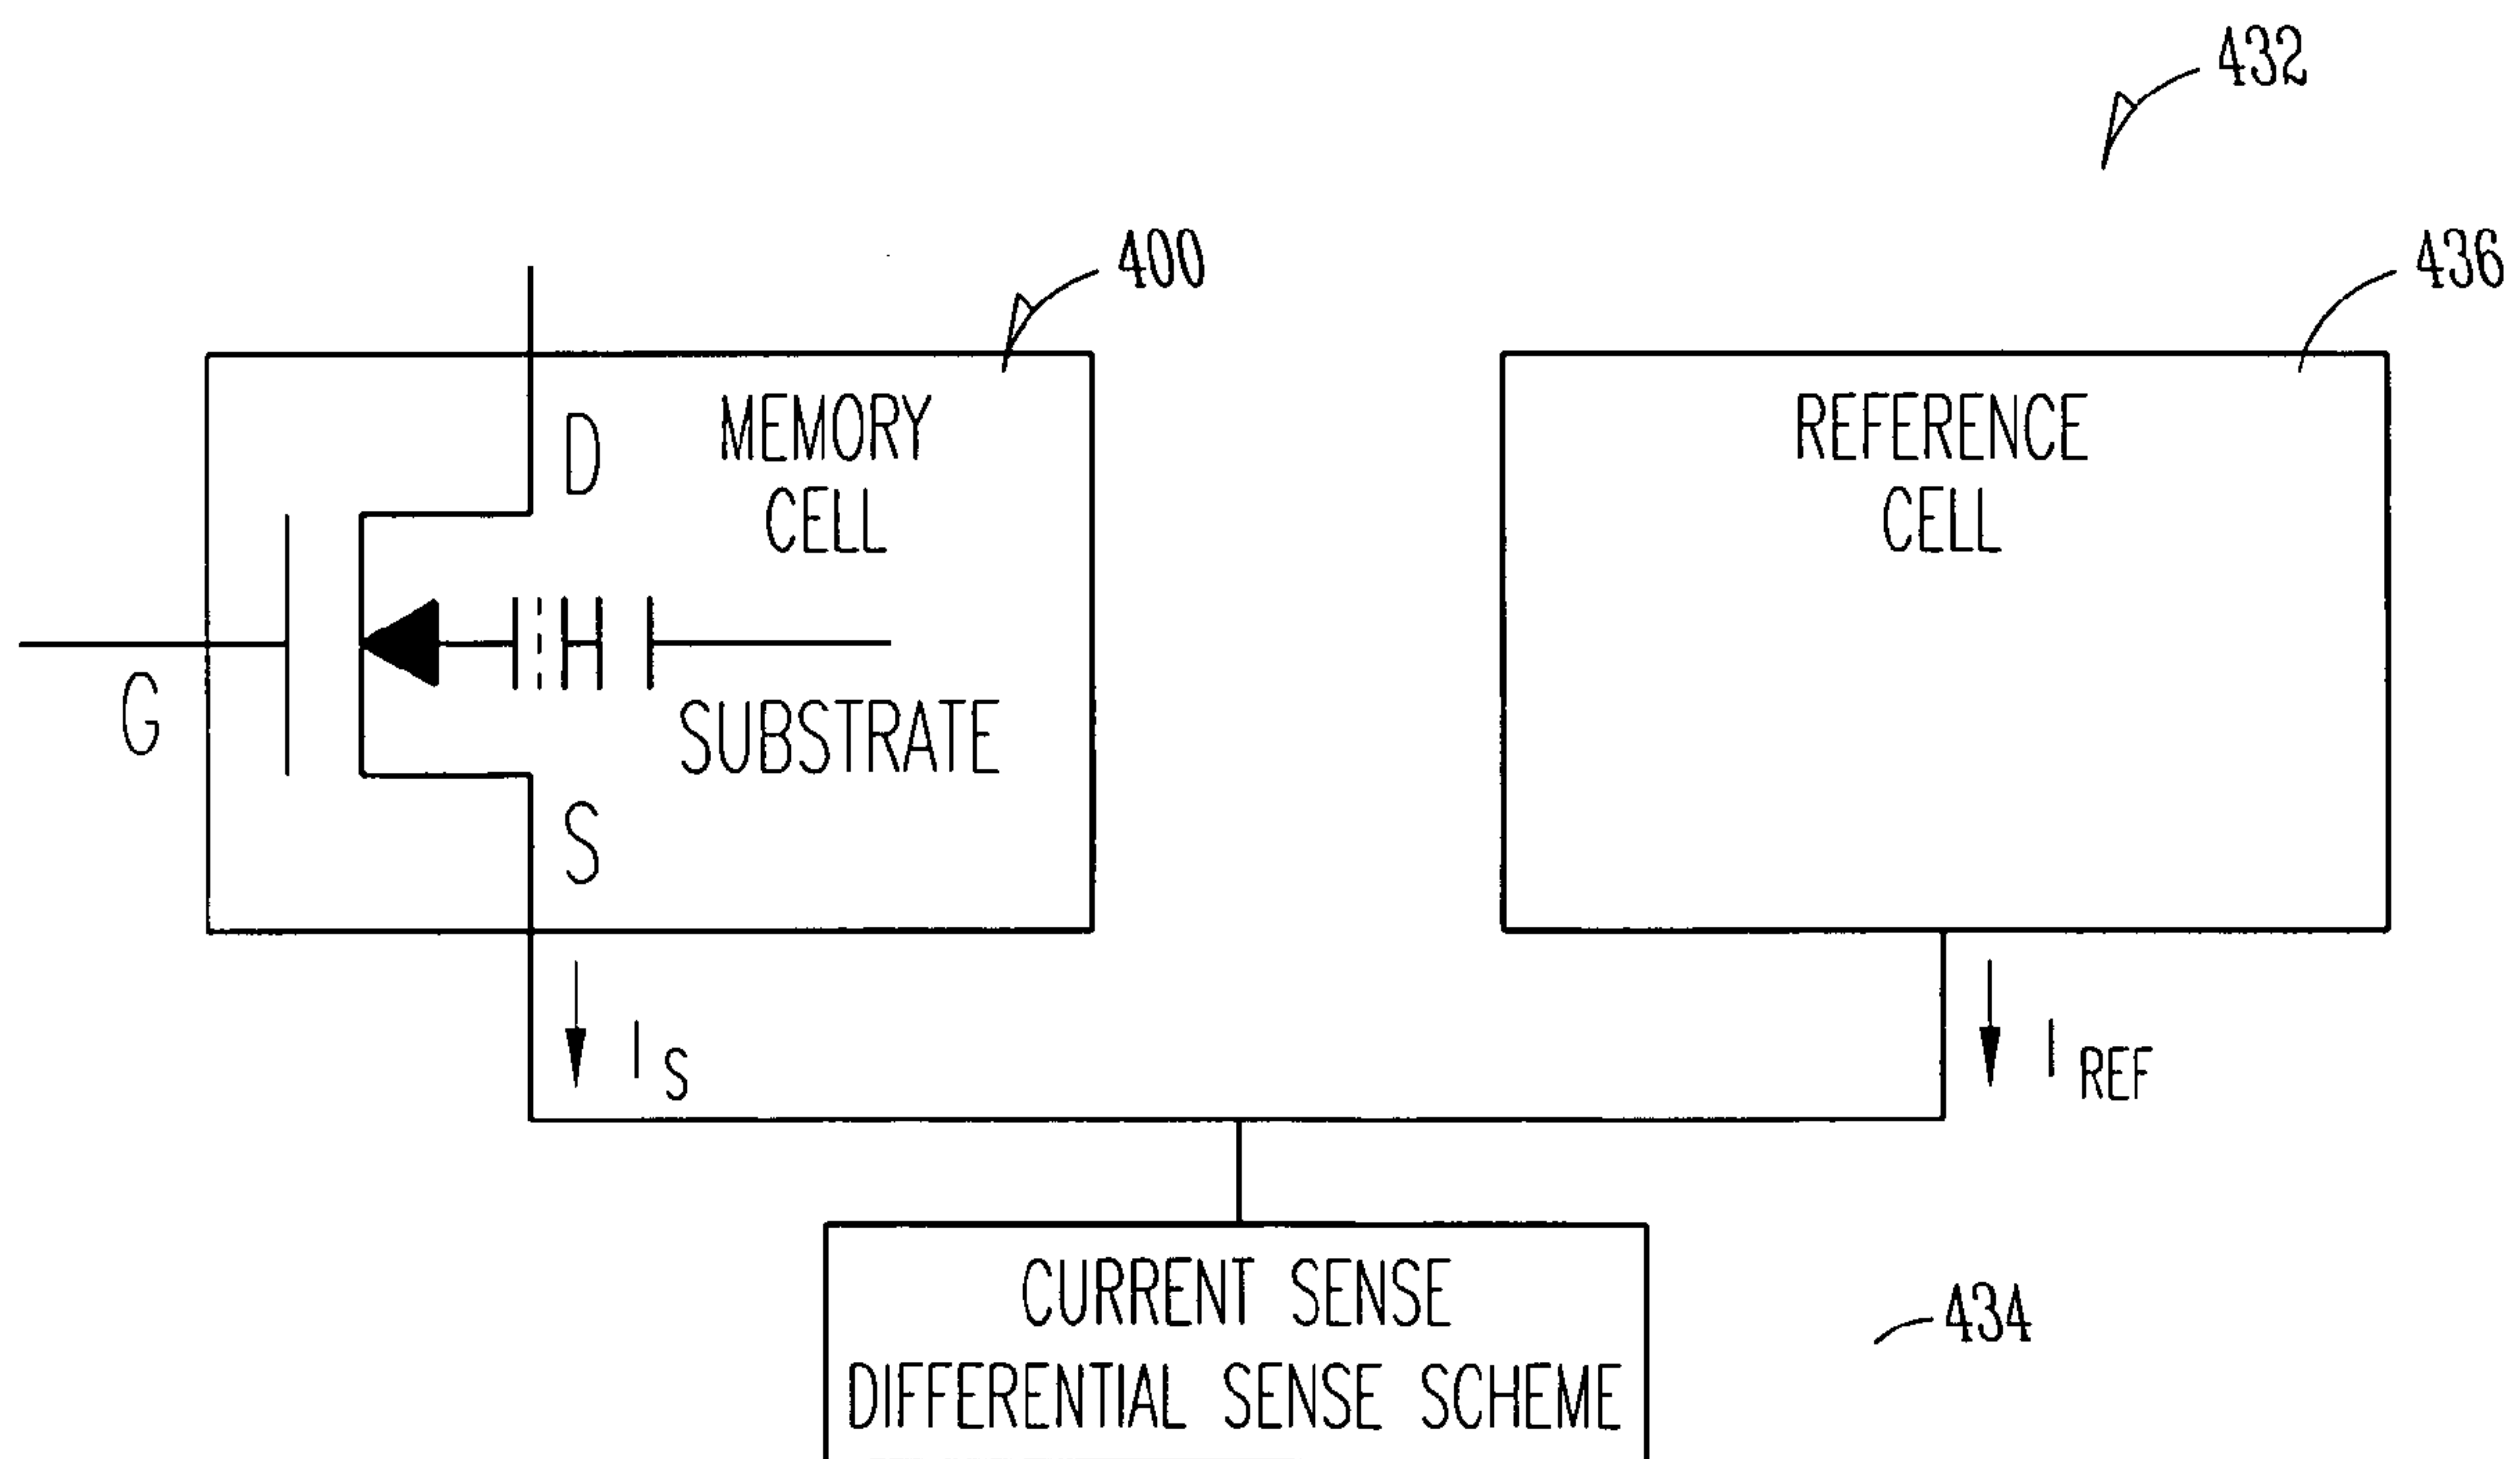 432
400
436
D
MEMORY
CELL
REFERENCE
CELL
G
SUBSTRATE
S
I S
I REF
CURRENT SENSE
DIFFERENTIAL SENSE SCHEME
434